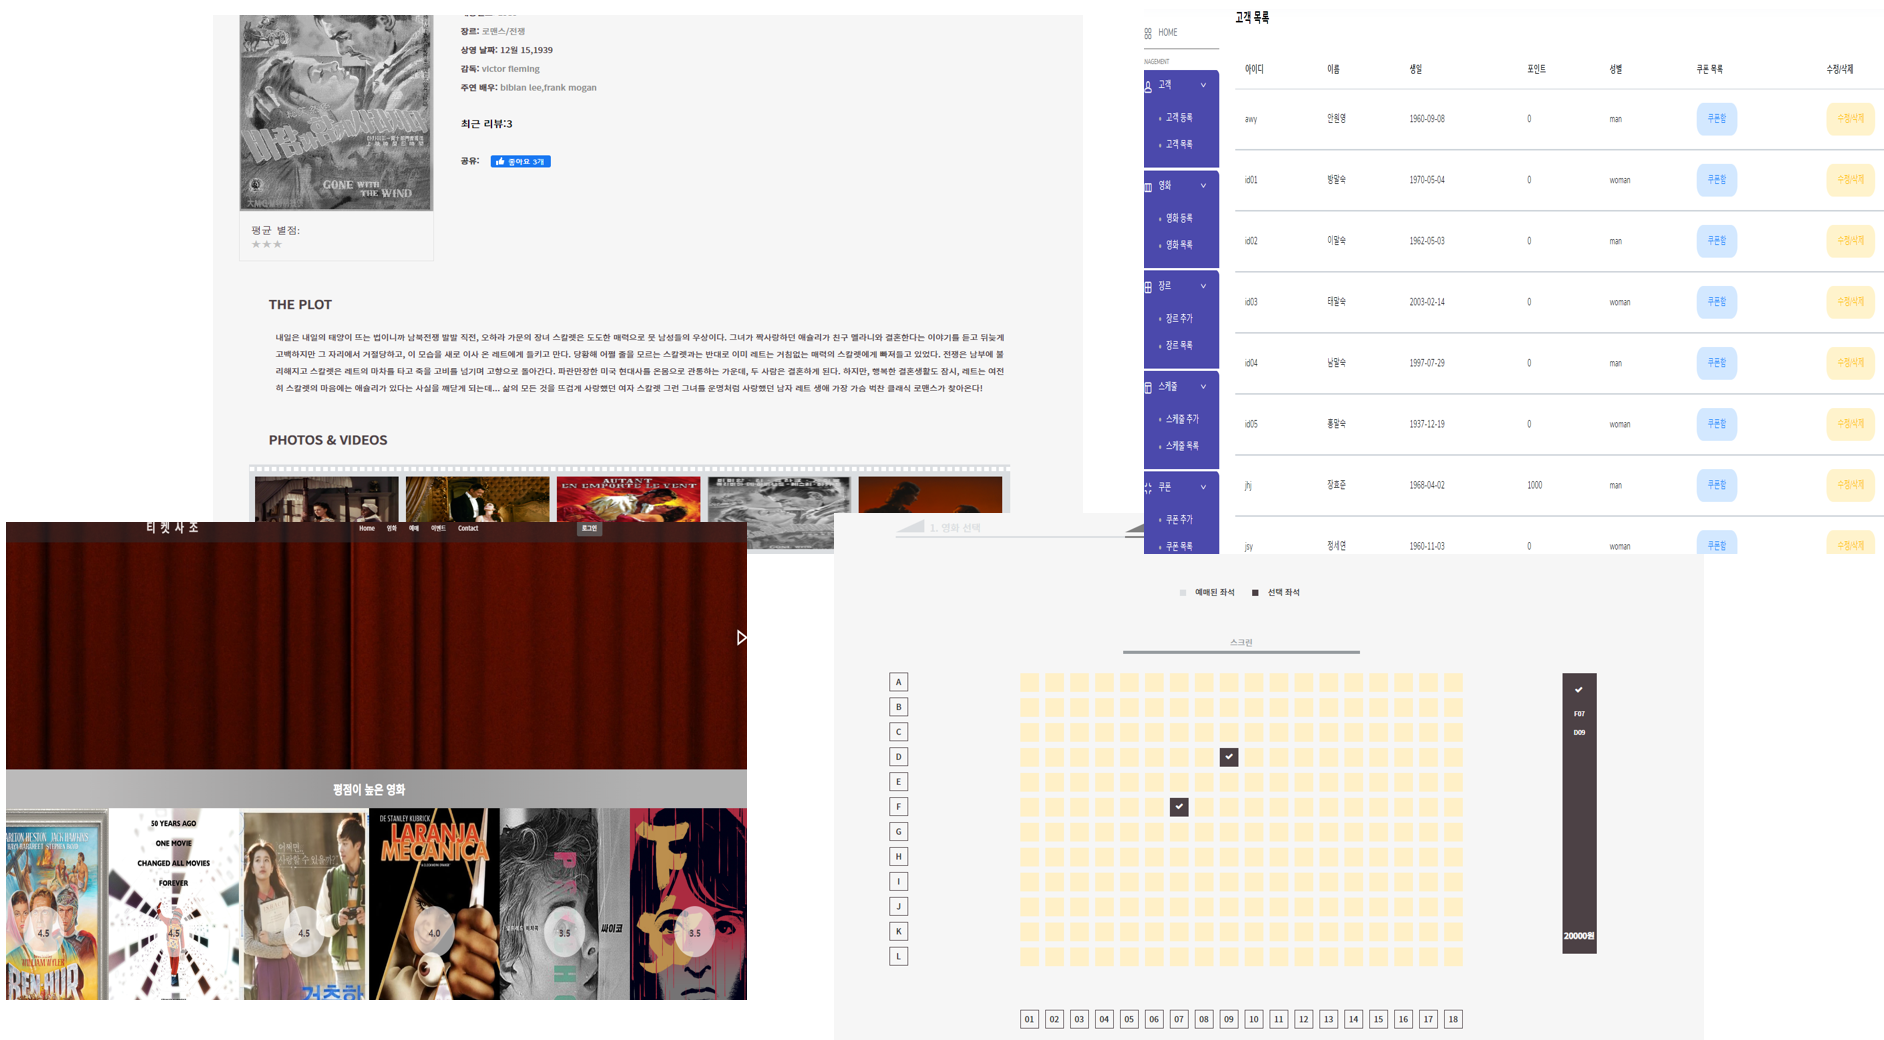 장르: 로맨스/전쟁
상영 날짜: 12월 15,1939
감독: victor fleming
주연 배우: bibian lee,frank mogan
최근 리뷰:3
공유: 좋아요 3개
GONE WITH
THE WIND
평균 별점:
★★★
THE PLOT
내일은 내일의 태양이 뜨는 법이니까 남북전쟁 발발 직전, 오하라 가문의 장녀 스칼렛은 도도한 매력으로 뭇 남성들의 우상이다. 그녀가 짝사랑하던 애슐리가 친구 멜라니와 결혼한다는 이야기를 듣고 뒤늦게
고백하지만 그 자리에서 거절당하고, 이 모습을 새로 이사 온 레트에게 들키고 만다. 당황해 어쩔 줄을 모르는 스칼렛과는 반대로 이미 레트는 거침없는 매력의 스칼렛에게 빠져들고 있었다. 전쟁은 남부에 불
리해지고 스칼렛은 레트의 마차를 타고 죽을 고비를 넘기며 고향으로 돌아간다. 파란만장한 미국 현대사를 온몸으로 관통하는 가운데, 두 사람은 결혼하게 된다. 하지만, 행복한 결혼생활도 잠시, 레트는 여전
히 스칼렛의 마음에는 애슐리가 있다는 사실을 깨닫게 되는데... 삶의 모든 것을 뜨겁게 사랑했던 여자 스칼렛 그런 그녀를 운명처럼 사랑했던 남자 레트 생애 가장 가슴 벅찬 클래식 로맨스가 찾아온다!
PHOTOS & VIDEOS
AUTANT
EN EMPORTE LE VENT
HOME
NAGEMENT
고객
고객 등록
고객 목록
영화
영화 등록
영화 목록
장르
장르 추가
장르 목록
스케줄
스케줄 추가
스케줄 목록
쿠폰
쿠폰 추가
쿠폰 목록
고객 목록
아이디 이름 생일 포인트 성별 쿠폰 목록 수정/삭제
awy 안원영 1960-09-08 0 man 쿠폰함 수정/삭제
id01 방말숙 1970-05-04 0 woman 쿠폰함 수정/삭제
id02 이말숙 1962-05-03 0 man 쿠폰함 수정/삭제
id03 태말숙 2003-02-14 0 woman 쿠폰함 수정/삭제
id04 남말숙 1997-07-29 0 man 쿠폰함 수정/삭제
id05 홍말숙 1937-12-19 0 woman 쿠폰함 수정/삭제
jhj 장효준 1968-04-02 1000 man 쿠폰함 수정/삭제
jsy 정세연 1960-11-03 0 woman 쿠폰함 수정/삭제
티켓사조 Home 영화 예매 이벤트 Contact 로그인
평점이 높은 영화
50 YEARS AGO
ONE MOVIE
CHANGED ALL MOVIES
FOREVER
어쩌면..
사랑할 수 있을까?
DE STANLEY KUBRICK
LARANJA
MECANICA
싸이코
4.5 4.5 4.5 4.0 3.5 3.5
WILLIAM WYLER
BEN-HUR
건축학
1. 영화 선택
예매된 좌석 선택 좌석
스크린
A
B
C
D
E
F
G
H
I
J
K
L
F07
D09
20000원
01 02 03 04 05 06 07 08 09 10 11 12 13 14 15 16 17 18